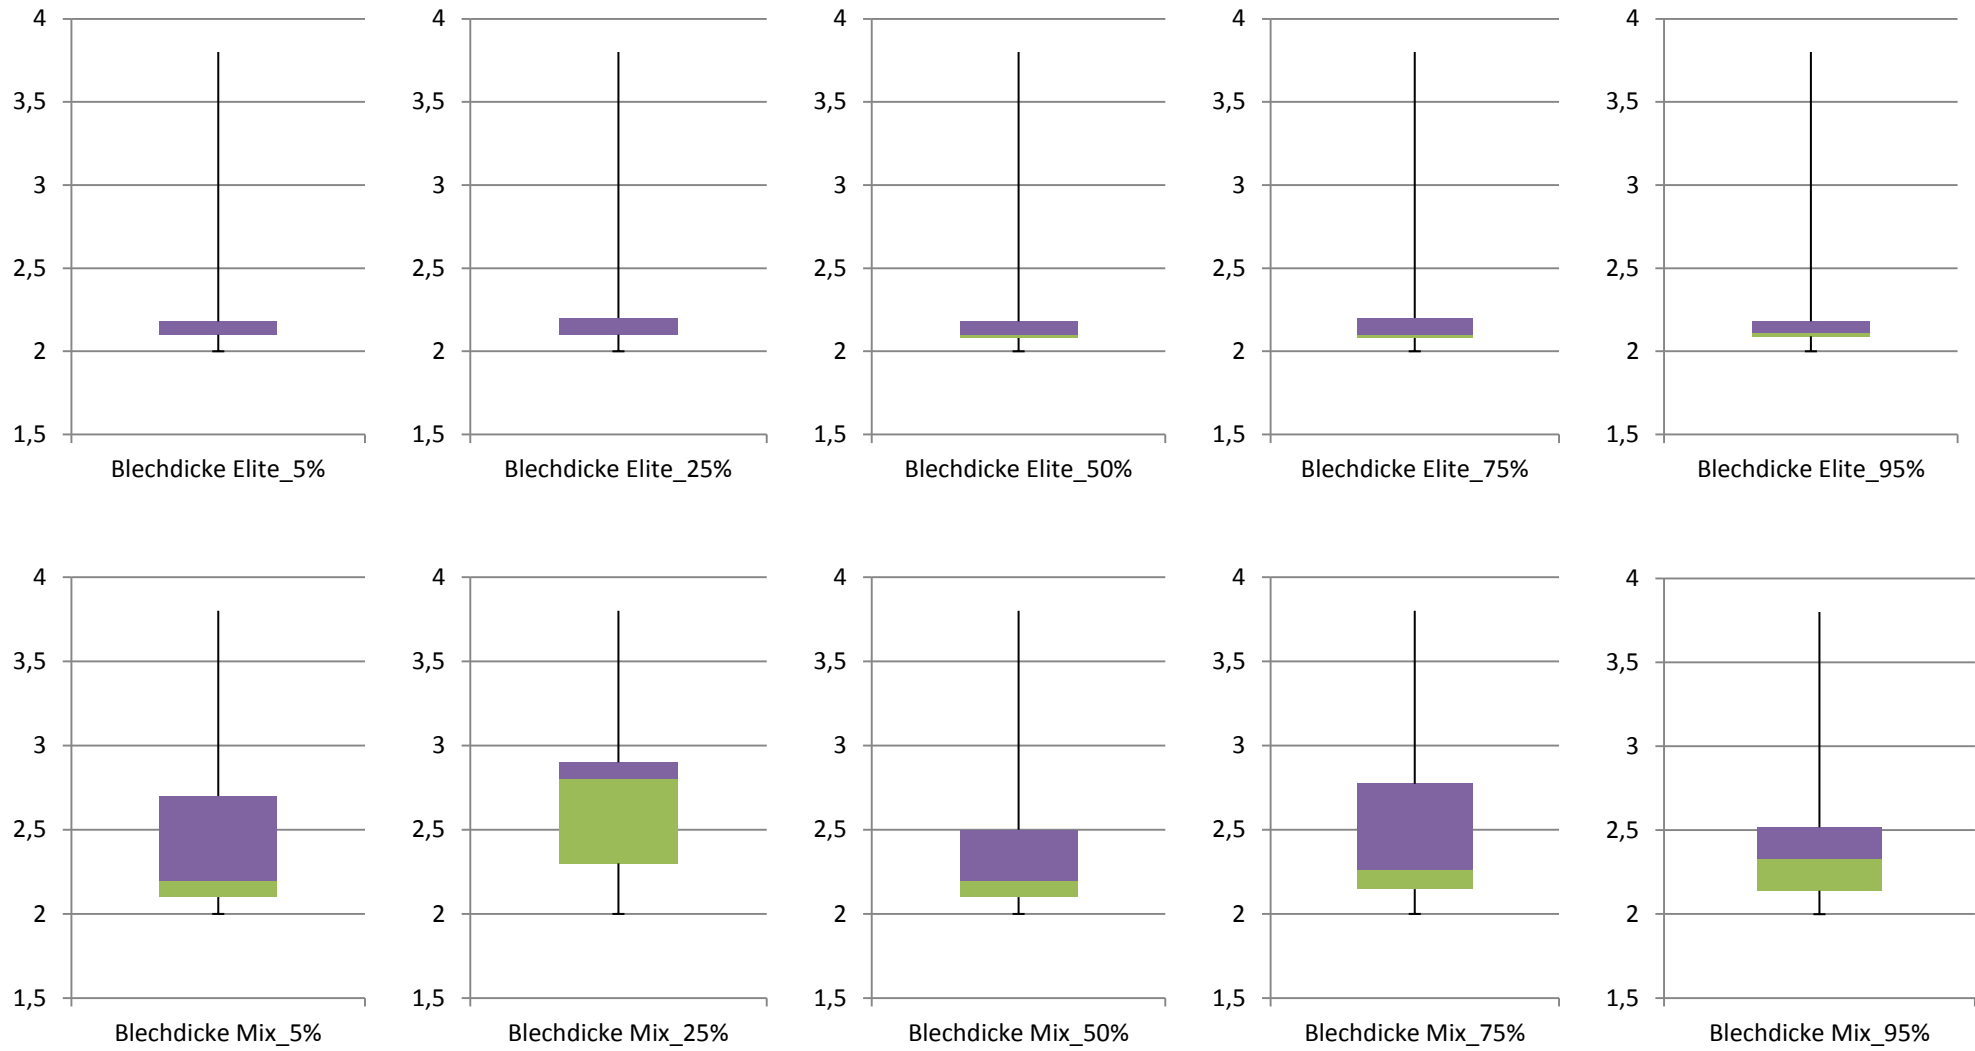 4 4 4 4 4
3,5 3,5 3,5 3,5 3,5
3 3 3 3 3
2,5 2,5 2,5 2,5 2,5
2 2 2 2 2
1,5 1,5 1,5 1,5 1,5
Blechdicke Elite_5% Blechdicke Elite_25% Blechdicke Elite_50% Blechdicke Elite_75% Blechdicke Elite_95%
4 4 4 4 4
3,5 3,5 3,5 3,5 3,5
3 3 3 3 3
2,5 2,5 2,5 2,5 2,5
2 2 2 2 2
1,5 1,5 1,5 1,5 1,5
Blechdicke Mix_5% Blechdicke Mix_25% Blechdicke Mix_50% Blechdicke Mix_75% Blechdicke Mix_95%